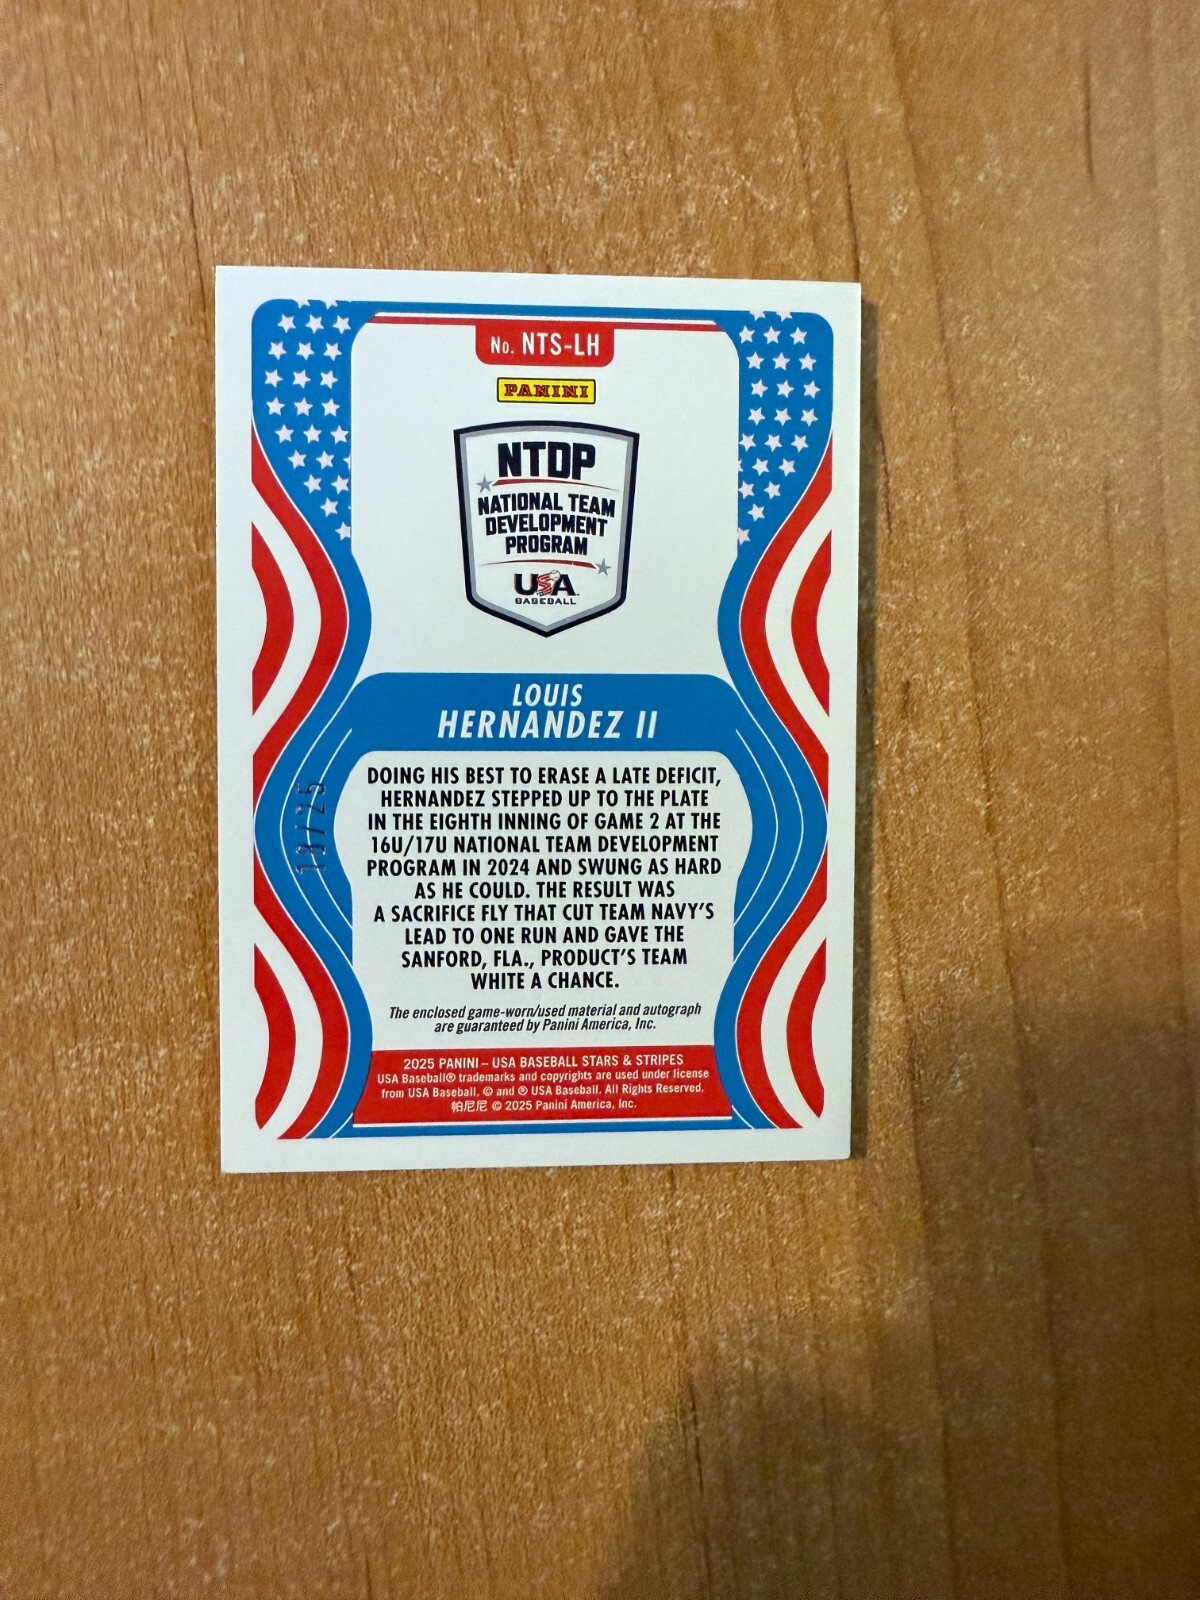 No. NTS-LH
PANINI
NTDP
NATIONAL TEAM
DEVELOPMENT
PROGRAM
USA
BASEBALL
LOUIS
HERNANDEZ II
DOING HIS BEST TO ERASE A LATE DEFICIT,
HERNANDEZ STEPPED UP TO THE PLATE
IN THE EIGHTH INNING OF GAME 2 AT THE
16U/17U NATIONAL TEAM DEVELOPMENT
PROGRAM IN 2024 AND SWUNG AS HARD
AS HE COULD. THE RESULT WAS
A SACRIFICE FLY THAT CUT TEAM NAVY'S
LEAD TO ONE RUN AND GAVE THE
SANFORD, FLA., PRODUCT'S TEAM
WHITE A CHANCE.
The enclosed game-worn/used material and autograph
are guaranteed by Panini America, Inc.
2025 PANINI – USA BASEBALL STARS & STRIPES
USA Baseball® trademarks and copyrights are used under license
from USA Baseball, © and ® USA Baseball. All Rights Reserved.
帕尼尼 © 2025 Panini America, Inc.